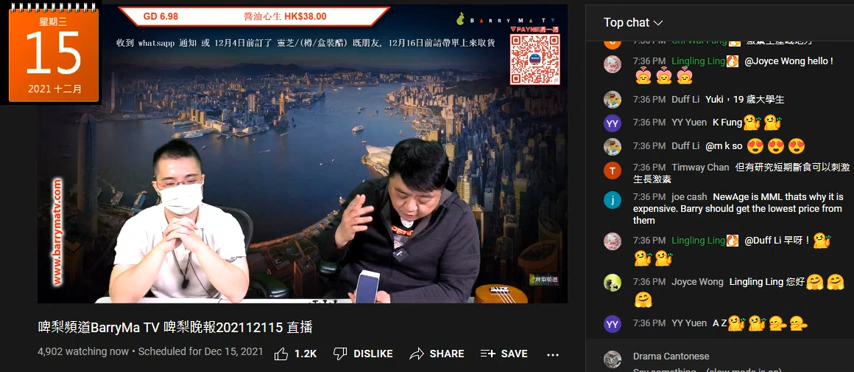 星期三
15
2021 十二月
GD 6.98
醬油心生 HK$38.00
BARRYMATV
收到 whatsapp 通知 或 12月4日前訂了 靈芝/(樽/盒裝醋) 既朋友, 12月16日前請帶單上來取貨
www.barrymatv.com
啤梨頻道
啤梨頻道BarryMa TV 啤梨晚報202112115 直播
4,902 watching now • Scheduled for Dec 15, 2021
1.2K
DISLIKE
SHARE
SAVE
Top chat
7:36 PM Lingling Ling @Joyce Wong hello !
7:36 PM Duff Li Yuki，19 歲大學生
YY 7:36 PM YY Yuen K Fung
7:36 PM Duff Li @m k so
T 7:36 PM Timway Chan 但有研究短期斷食可以刺激
生長激素
j 7:36 PM joe cash NewAge is MML thats why it is
expensive. Barry should get the lowest price from
them
7:36 PM Lingling Ling @Duff Li 早呀！
7:36 PM Joyce Wong Lingling Ling 您好
YY 7:36 PM YY Yuen A Z
Drama Cantonese